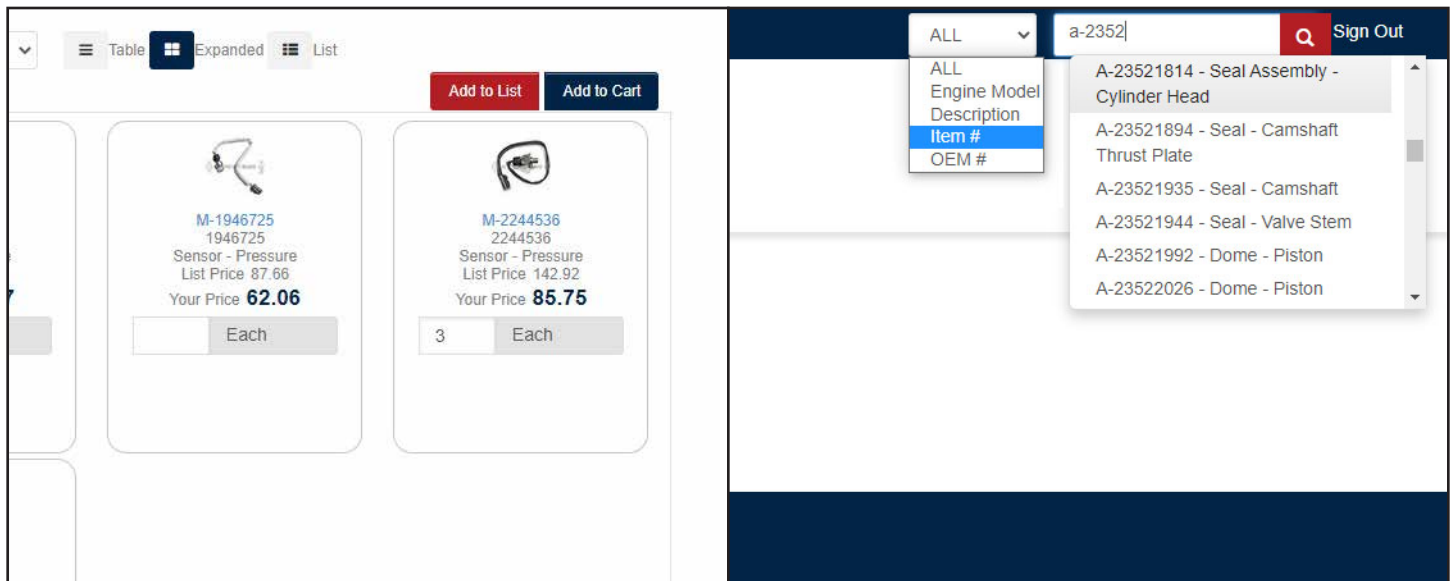 Table Expanded List
Add to List Add to Cart
M-1946725
1946725
Sensor - Pressure
List Price 87.66
Your Price 62.06
Each
M-2244536
2244536
Sensor - Pressure
List Price 142.92
Your Price 85.75
3 Each
ALL
a-2352
Sign Out
ALL
Engine Model
Description
Item #
OEM #
A-23521814 - Seal Assembly -
Cylinder Head
A-23521894 - Seal - Camshaft
Thrust Plate
A-23521935 - Seal - Camshaft
A-23521944 - Seal - Valve Stem
A-23521992 - Dome - Piston
A-23522026 - Dome - Piston